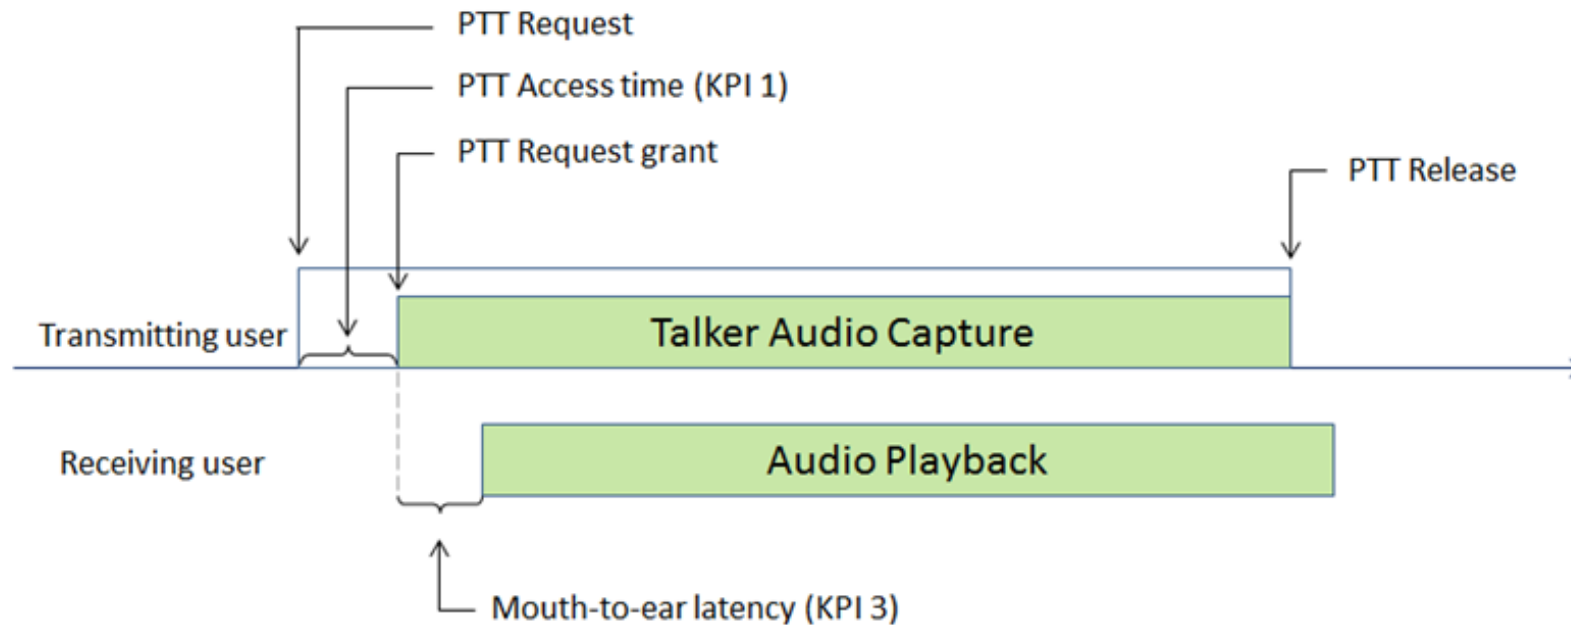 PTT Request
PTT Access time (KPI 1)
PTT Request grant
PTT Release
Transmitting user
Talker Audio Capture
Receiving user
Audio Playback
Mouth-to-ear latency (KPI 3)